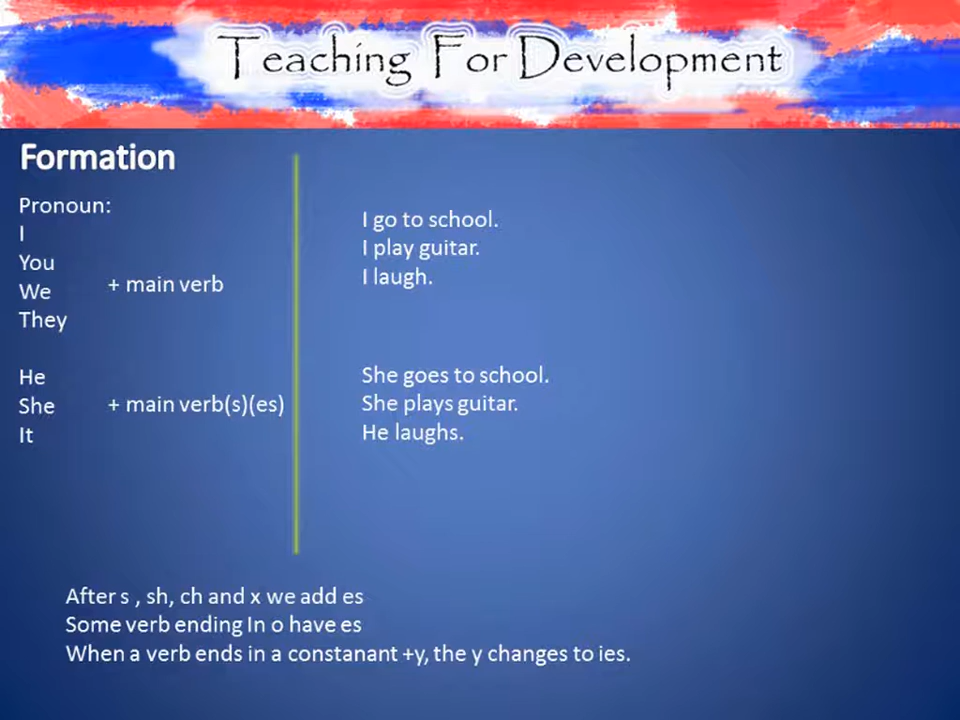 Teaching For Development
Formation
Pronoun:
I
You
We
They
+ main verb
He
She
It
+ main verb(s)(es)
I go to school.
I play guitar.
I laugh.
She goes to school.
She plays guitar.
He laughs.
After s , sh, ch and x we add es
Some verb ending In o have es
When a verb ends in a constanant +y, the y changes to ies.